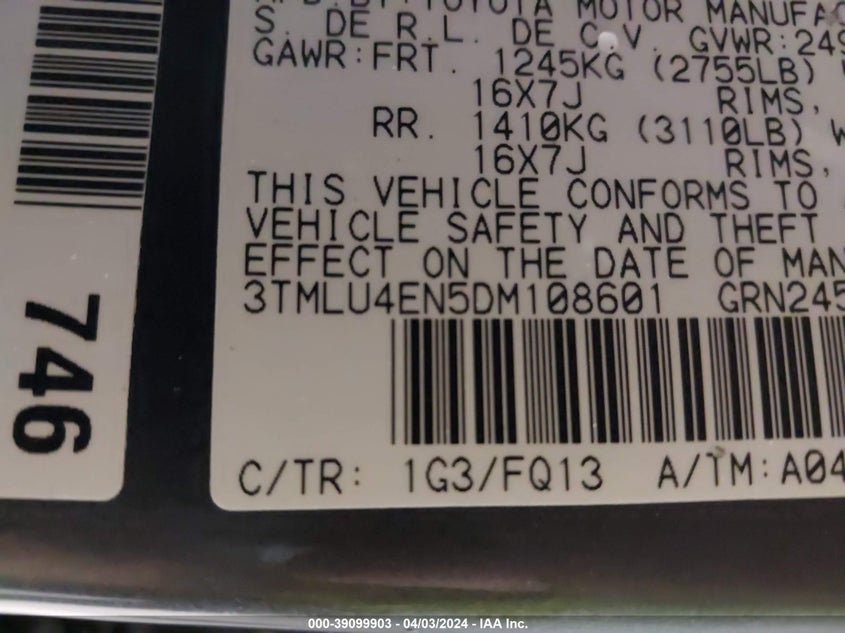 MFD.BY:TOYOTA MOTOR MANUFAC
S. DE R.L. DE C.V. GVWR:249
GAWR:FRT. 1245KG (2755LB)
16X7J RIMS,
RR. 1410KG (3110LB) W
16X7J RIMS,
THIS VEHICLE CONFORMS TO
VEHICLE SAFETY AND THEFT
EFFECT ON THE DATE OF MAN
3TMLU4EN5DM108601 GRN245
C/TR: 1G3/FQ13 A/TM:A04
746
000-39099903 - 04/03/2024 - IAA Inc.